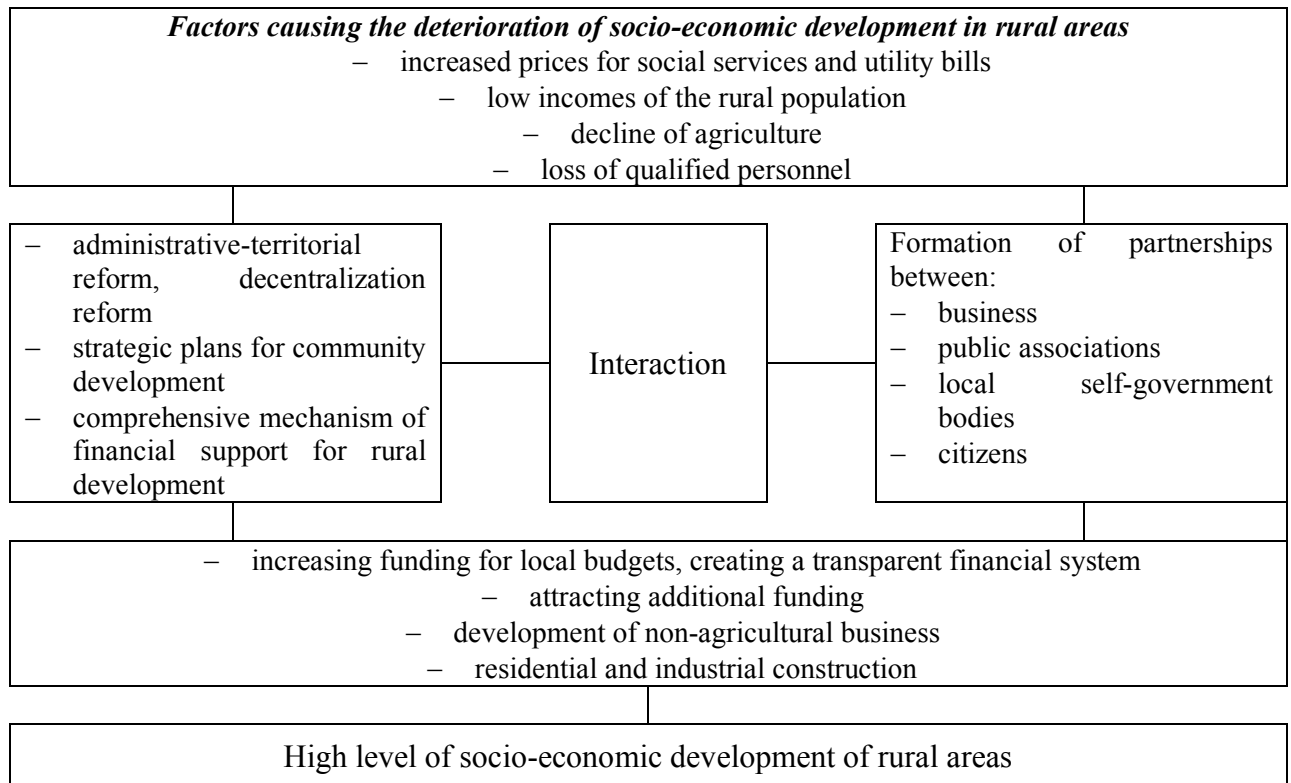 Factors causing the deterioration of socio-economic development in rural areas
– increased prices for social services and utility bills
– low incomes of the rural population
– decline of agriculture
– loss of qualified personnel
– administrative-territorial
reform, decentralization
reform
– strategic plans for community
development
– comprehensive mechanism of
financial support for rural
development
Interaction
Formation of partnerships
between:
– business
– public associations
– local self-government
bodies
– citizens
– increasing funding for local budgets, creating a transparent financial system
– attracting additional funding
– development of non-agricultural business
– residential and industrial construction
High level of socio-economic development of rural areas